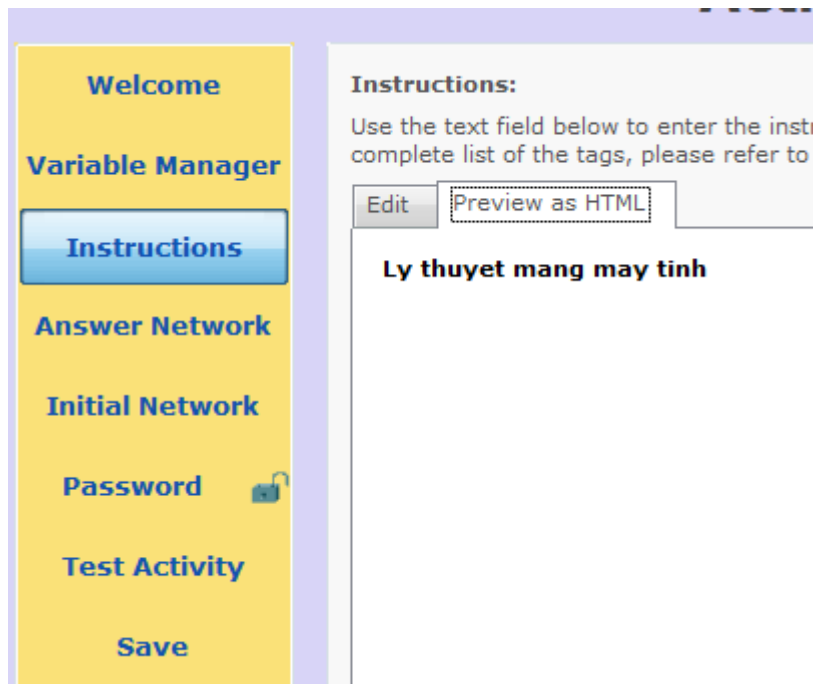 Welcome
Variable Manager
Instructions
Answer Network
Initial Network
Password
Test Activity
Save
Instructions:
Use the text field below to enter the
complete list of the tags, please refer to
Edit
Preview as HTML
Ly thuyet mang may tinh